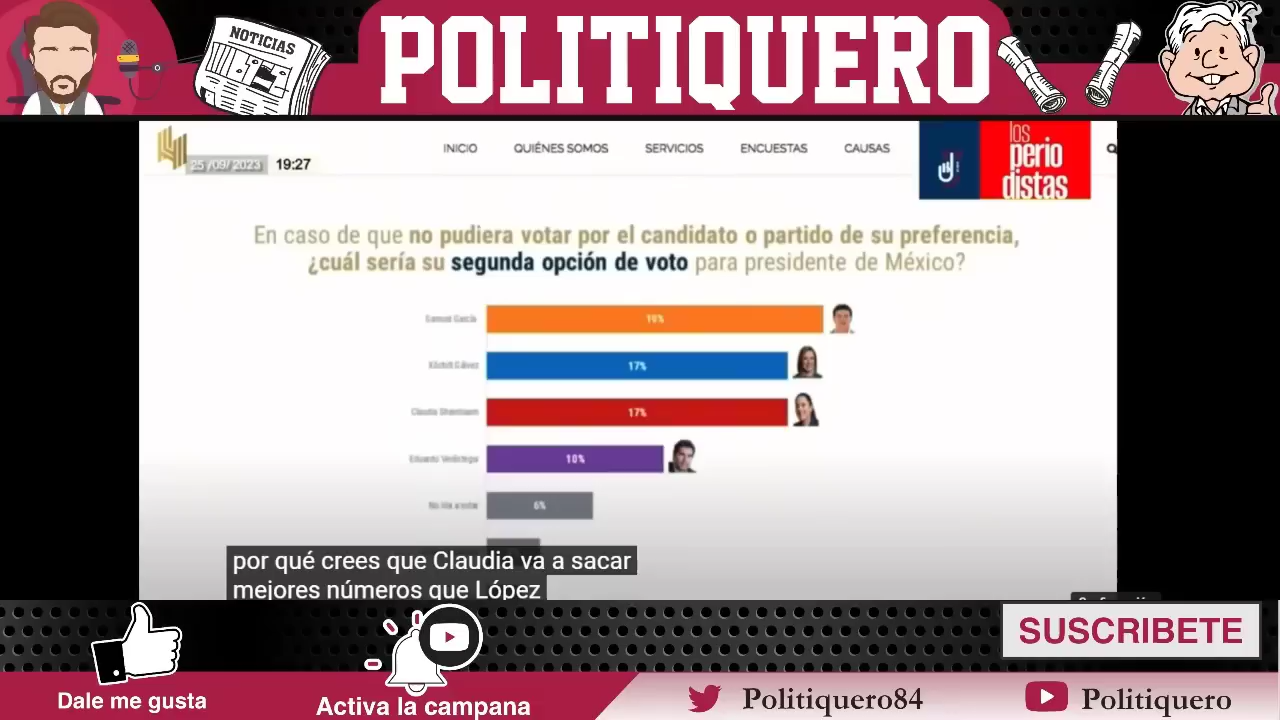 NOTICIAS
POLITIQUERO
25/09/2023 19:27
INICIO QUIÉNES SOMOS SERVICIOS ENCUESTAS CAUSAS
los
perio
distas
En caso de que no pudiera votar por el candidato o partido de su preferencia,
¿cuál sería su segunda opción de voto para presidente de México?
19%
17%
Claudia Sheinbaum 17%
10%
6%
por qué crees que Claudia va a sacar
mejores números que López
SUSCRIBETE
Dale me gusta
Activa la campana
Politiquero84
Politiquero